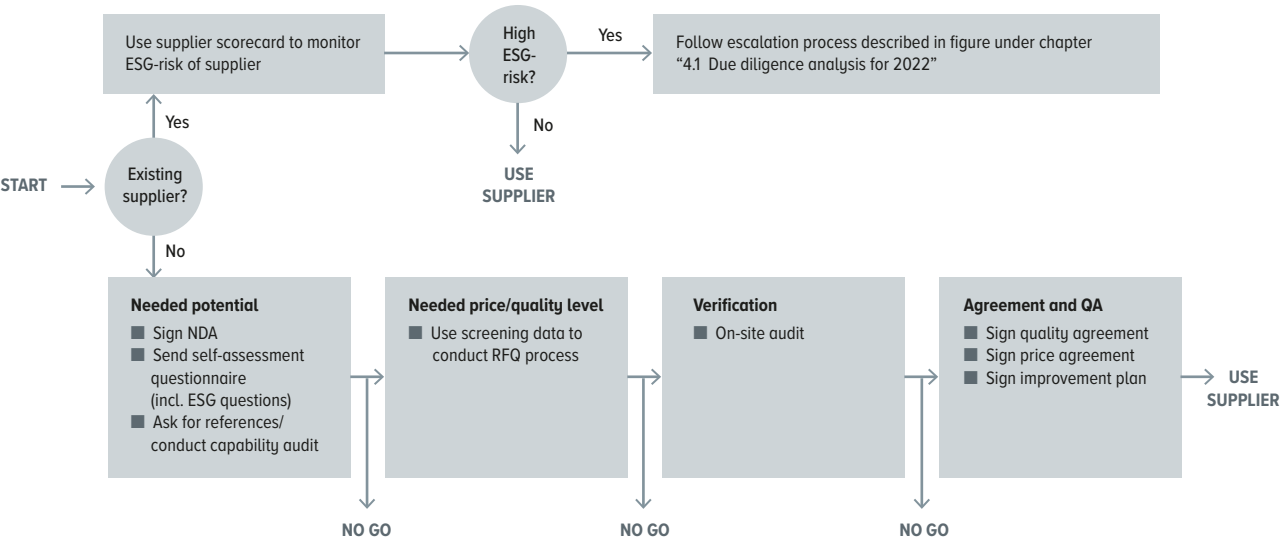 Use supplier scorecard to monitor
ESG-risk of supplier
High
ESG-
risk?
Yes
Follow escalation process described in figure under chapter
“4.1 Due diligence analysis for 2022”
Yes
No
START
Existing
supplier?
USE
SUPPLIER
No
Needed potential
■ Sign NDA
■ Send self-assessment
questionnaire
(incl. ESG questions)
■ Ask for references/
conduct capability audit
Needed price/quality level
■ Use screening data to
conduct RFQ process
Verification
■ On-site audit
Agreement and QA
■ Sign quality agreement
■ Sign price agreement
■ Sign improvement plan
USE
SUPPLIER
NO GO
NO GO
NO GO